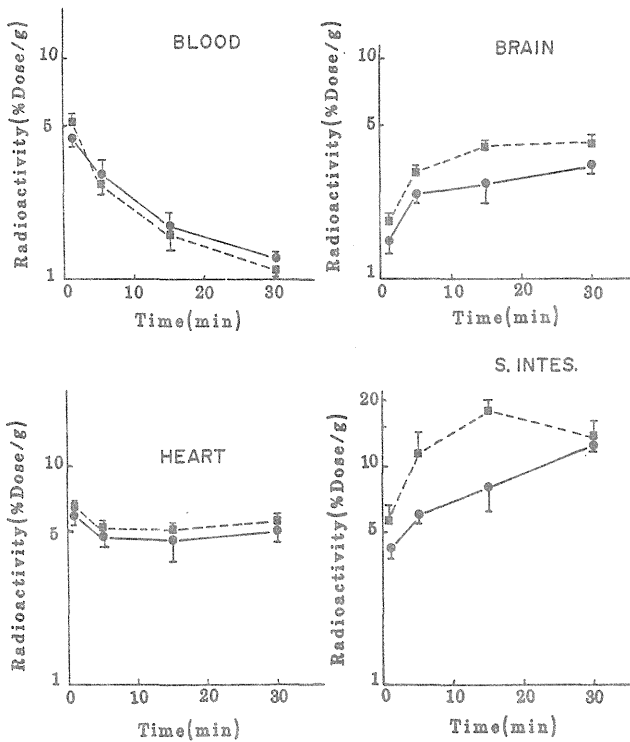 BLOOD
Radioactivity(%Dose/g)
10
5
1
0 10 20 30
Time(min)
BRAIN
Radioactivity(%Dose/g)
10
5
1
0 10 20 30
Time(min)
HEART
Radioactivity(%Dose/g)
10
5
1
0 10 20 30
Time(min)
S. INTES.
Radioactivity(%Dose/g)
20
10
5
1
0 10 20 30
Time(min)